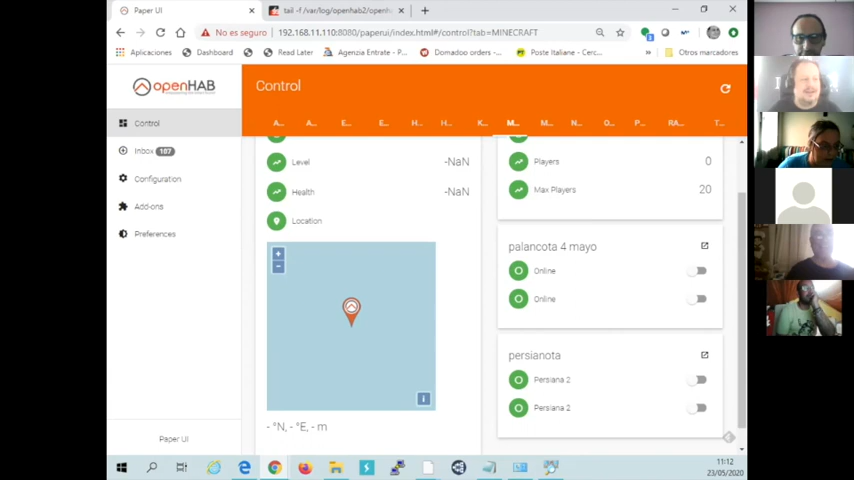 Paper UI
tail -f /var/log/openhab2/openh
No es seguro
192.168.11.110:8080/paperui/index.html#/control?tab=MINECRAFT
Aplicaciones
Dashboard
Bookmarks
Read Later
Agenzia Entrate - P...
Domadoo orders -...
Poste Italiane - Cerc...
»
Otros marcadores
openHAB
Control
A...
A...
E...
E...
H...
H...
K...
M...
M...
N...
O...
P...
RA...
T...
Control
Inbox 107
Configuration
Add-ons
Preferences
Paper UI
Level -NaN
Health -NaN
Location
+
-
i
- °N, - °E, - m
Players 0
Max Players 20
palancota 4 mayo
Online
Online
persianota
Persiana 2
Persiana 2
11:12
23/05/2020